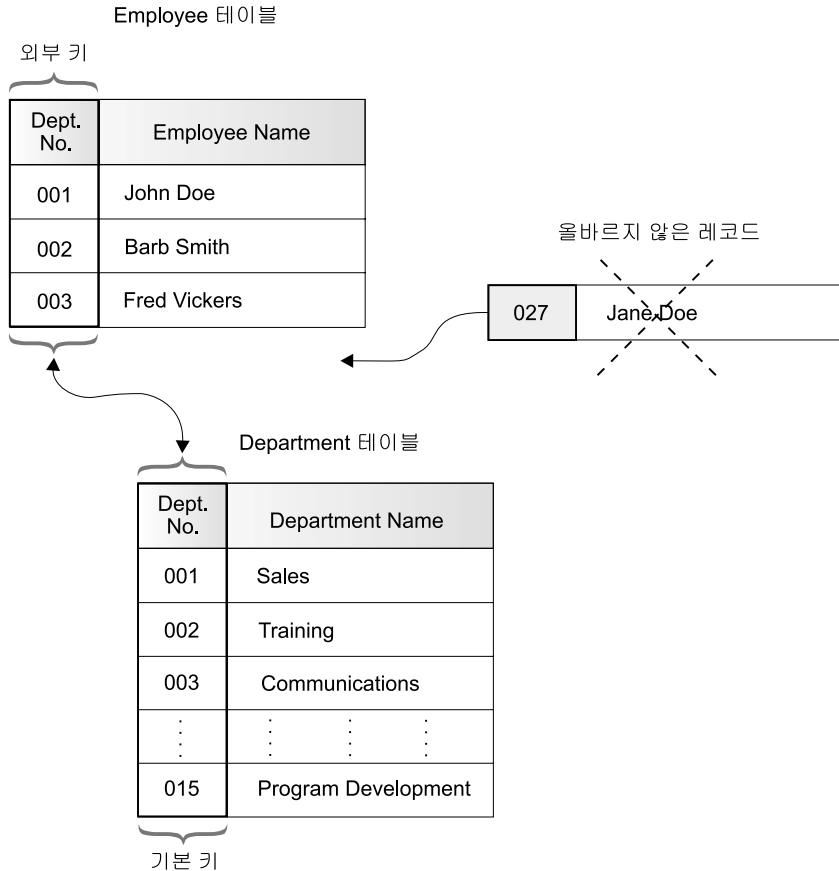 Employee 테이블
외부 키
Dept. No.
Employee Name
001 John Doe
002 Barb Smith
003 Fred Vickers
올바르지 않은 레코드
027 Jane Doe
Department 테이블
Dept. No.
Department Name
001 Sales
002 Training
003 Communications
015 Program Development
기본 키